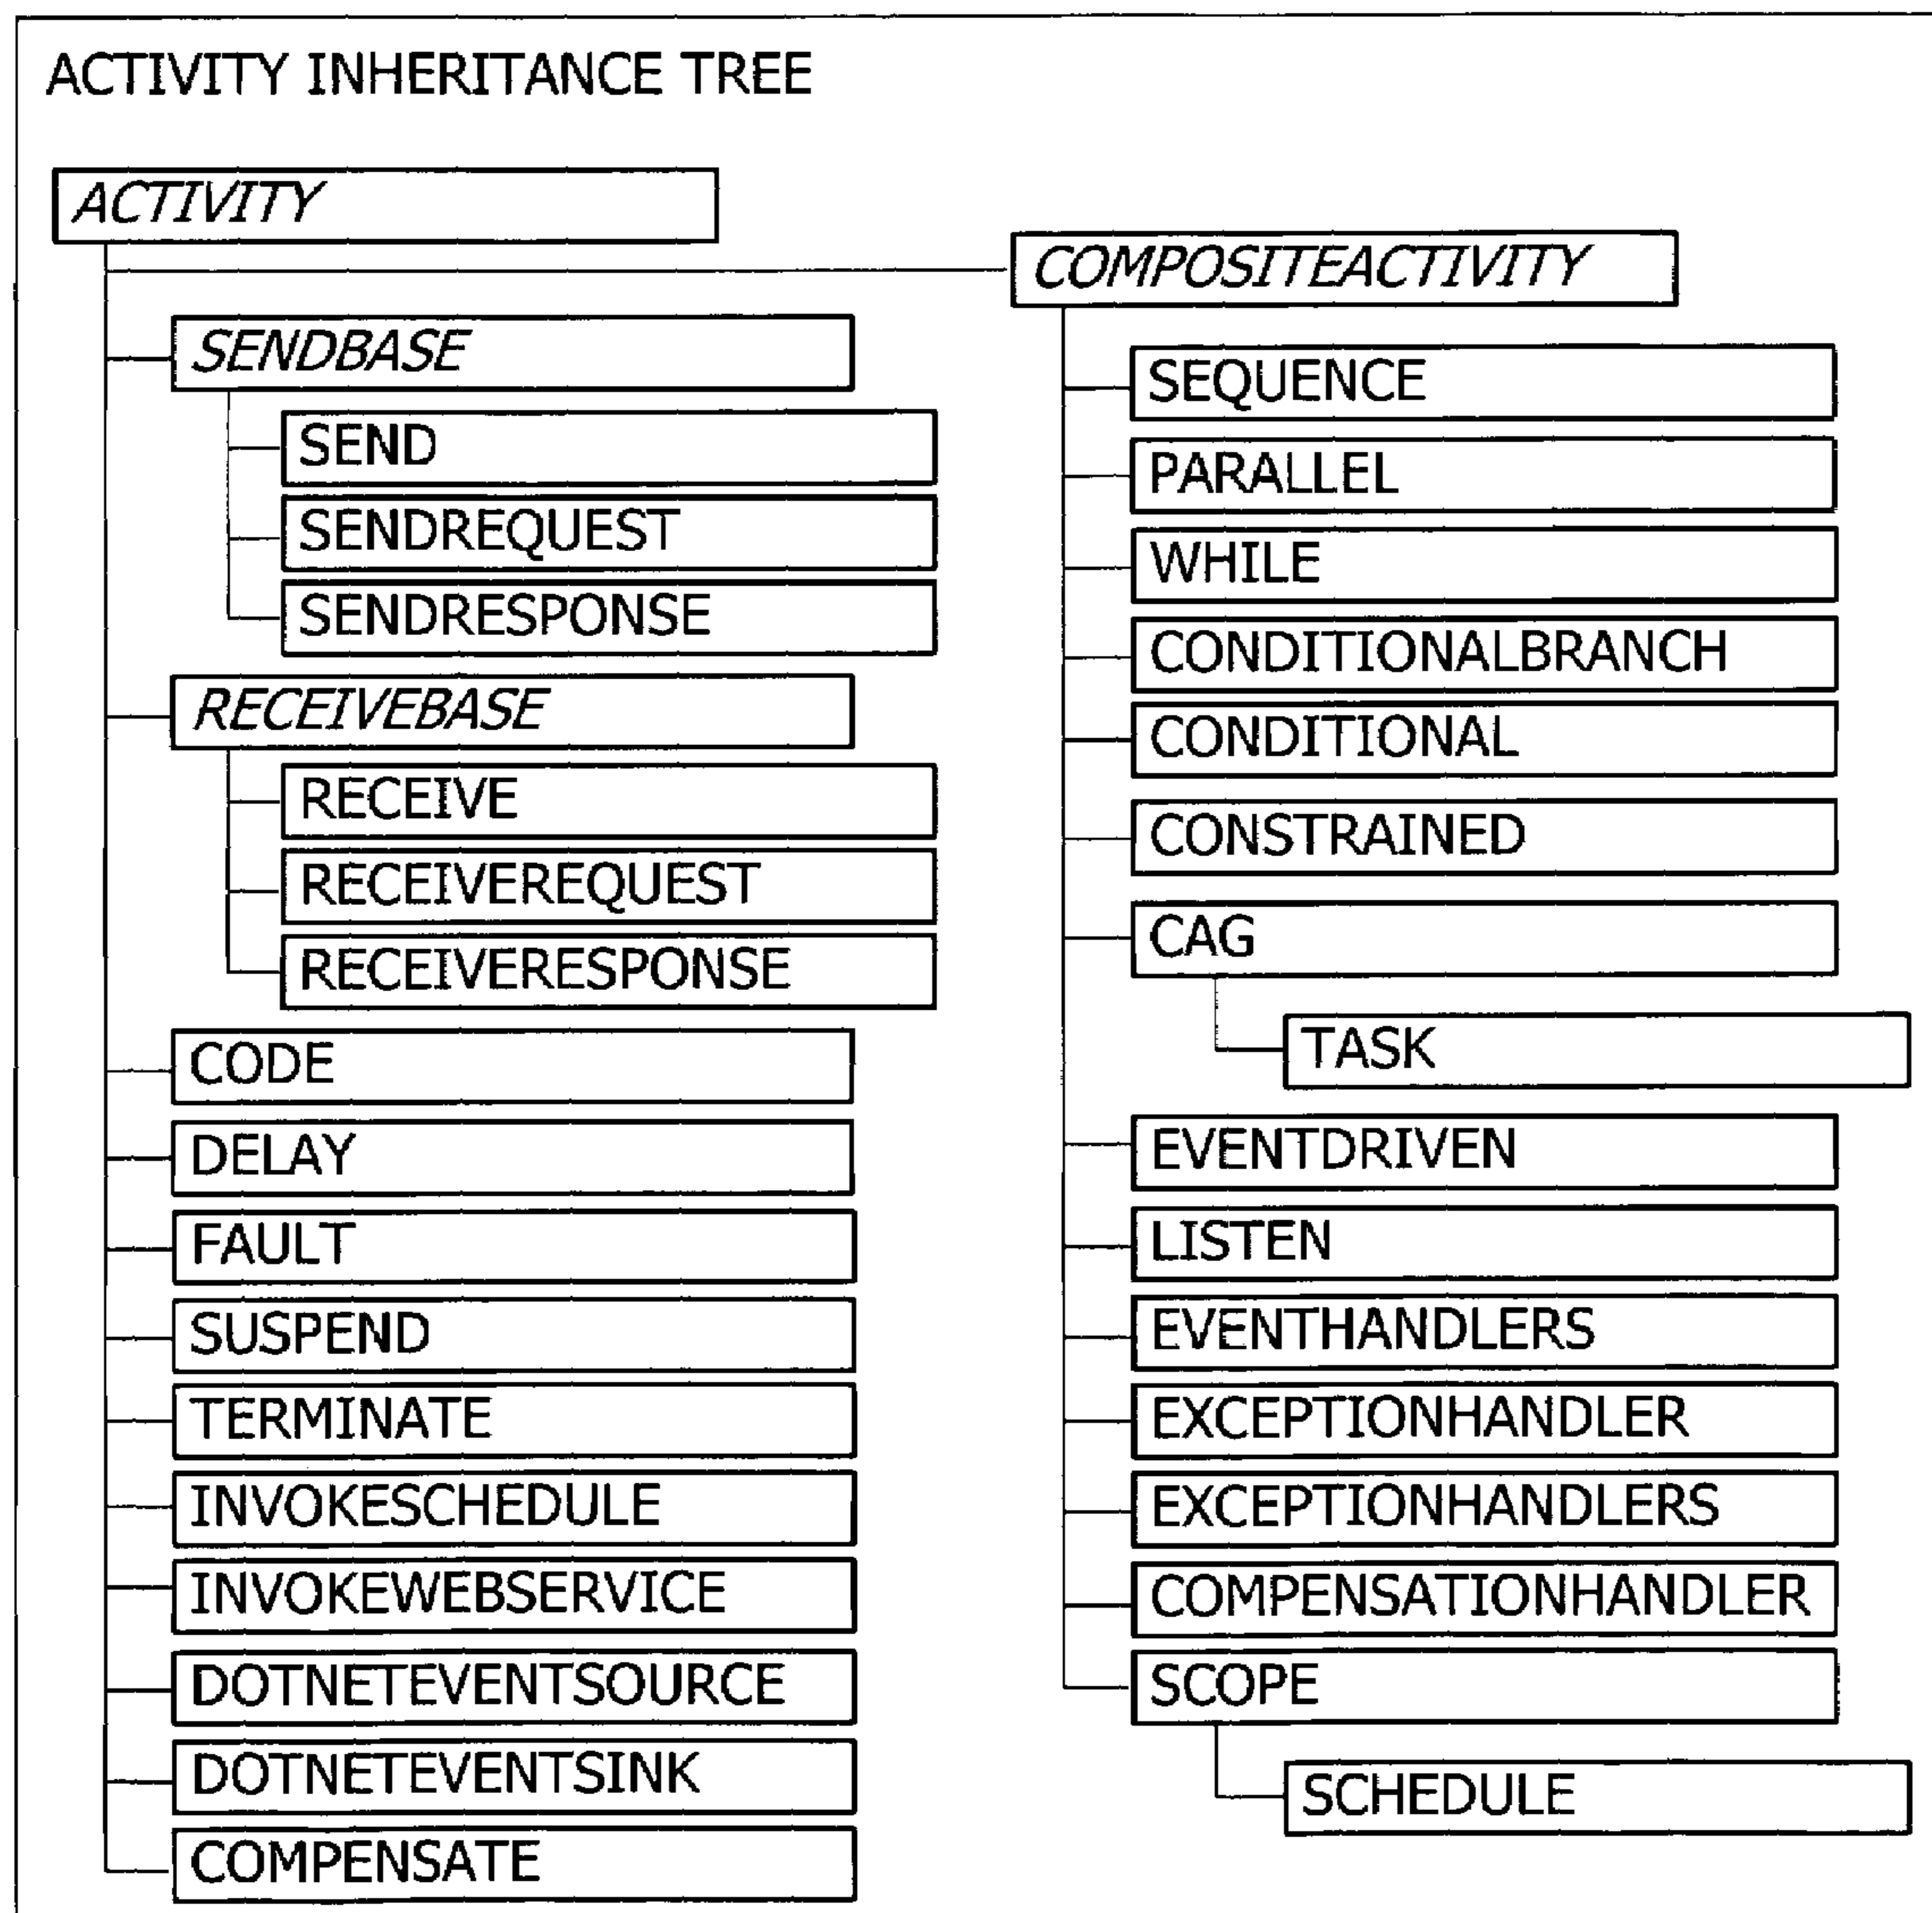 ACTIVITY INHERITANCE TREE
ACTIVITY
SENDBASE
SEND
SENDREQUEST
SENDRESPONSE
RECEIVEBASE
RECEIVE
RECEIVEREQUEST
RECEIVERESPONSE
CODE
DELAY
FAULT
SUSPEND
TERMINATE
INVOKESCHEDULE
INVOKEWEBSERVICE
DOTNETEVENTSOURCE
DOTNETEVENTSINK
COMPENSATE
COMPOSITEACTIVITY
SEQUENCE
PARALLEL
WHILE
CONDITIONALBRANCH
CONDITIONAL
CONSTRAINED
CAG
TASK
EVENTDRIVEN
LISTEN
EVENTHANDLERS
EXCEPTIONHANDLER
EXCEPTIONHANDLERS
COMPENSATIONHANDLER
SCOPE
SCHEDULE